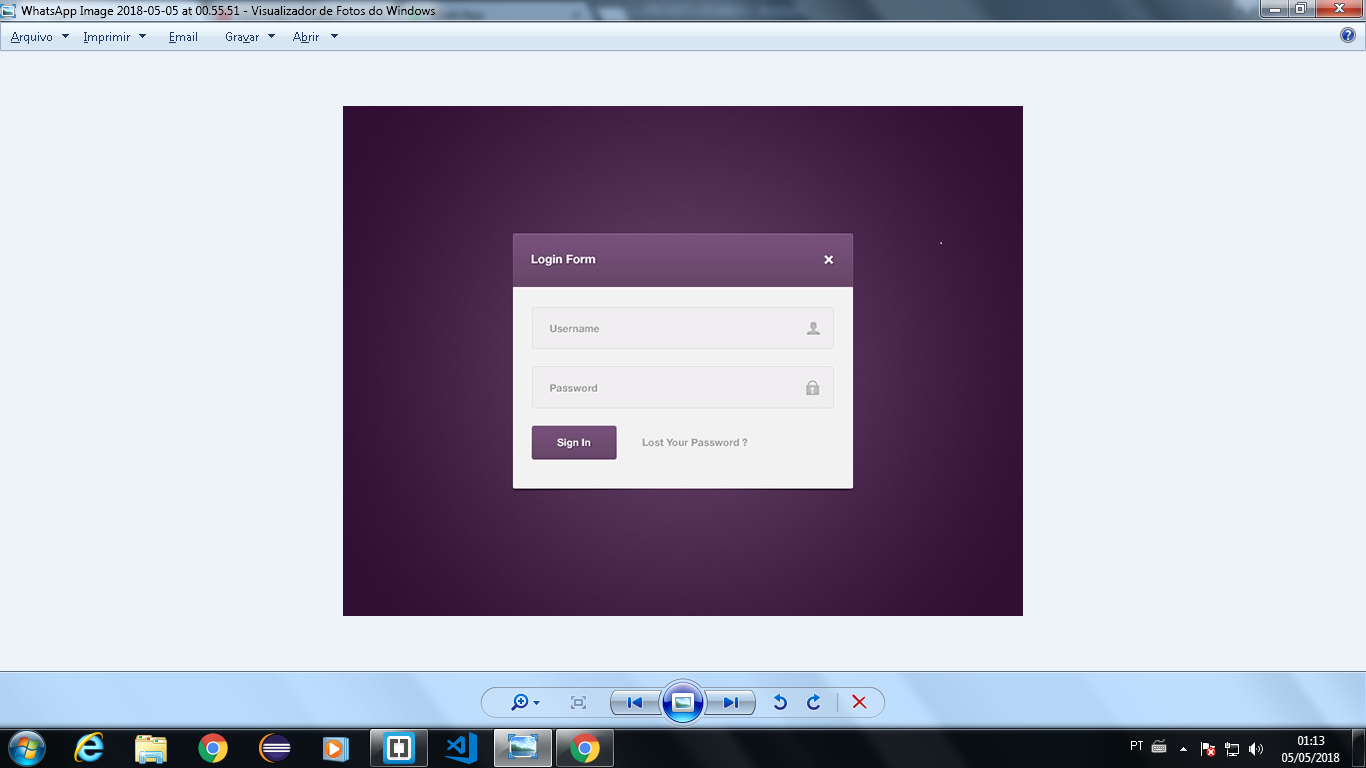 WhatsApp Image 2018-05-05 at 00.55.51 - Visualizador de Fotos do Windows
Arquivo Imprimir Email Gravar Abrir
Login Form
Username
Password
Sign In Lost Your Password ?
PT 01:13
05/05/2018